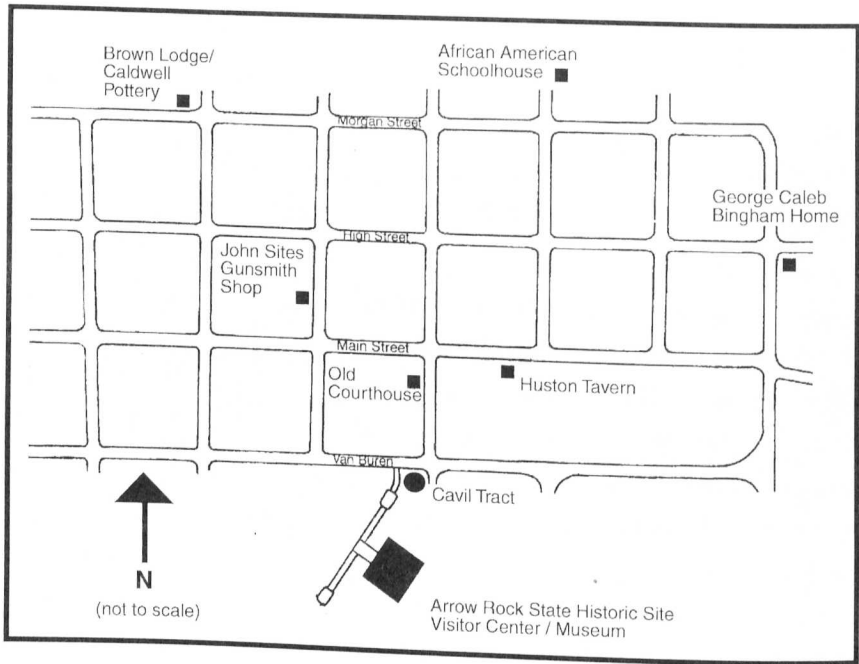 Brown Lodge/
Caldwell
Pottery
African American
Schoolhouse
Morgan Street
George Caleb
Bingham Home
High Street
John Sites
Gunsmith
Shop
Main Street
Old
Courthouse
Huston Tavern
Van Buren
Cavil Tract
N
(not to scale)
Arrow Rock State Historic Site
Visitor Center / Museum